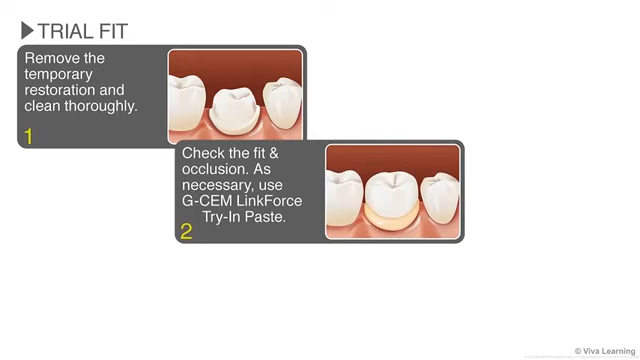 TRIAL FIT
Remove the
temporary
restoration and
clean thoroughly.
1
Check the fit &
occlusion. As
necessary, use
G-CEM LinkForce
Try-In Paste.
2
© Viva Learning